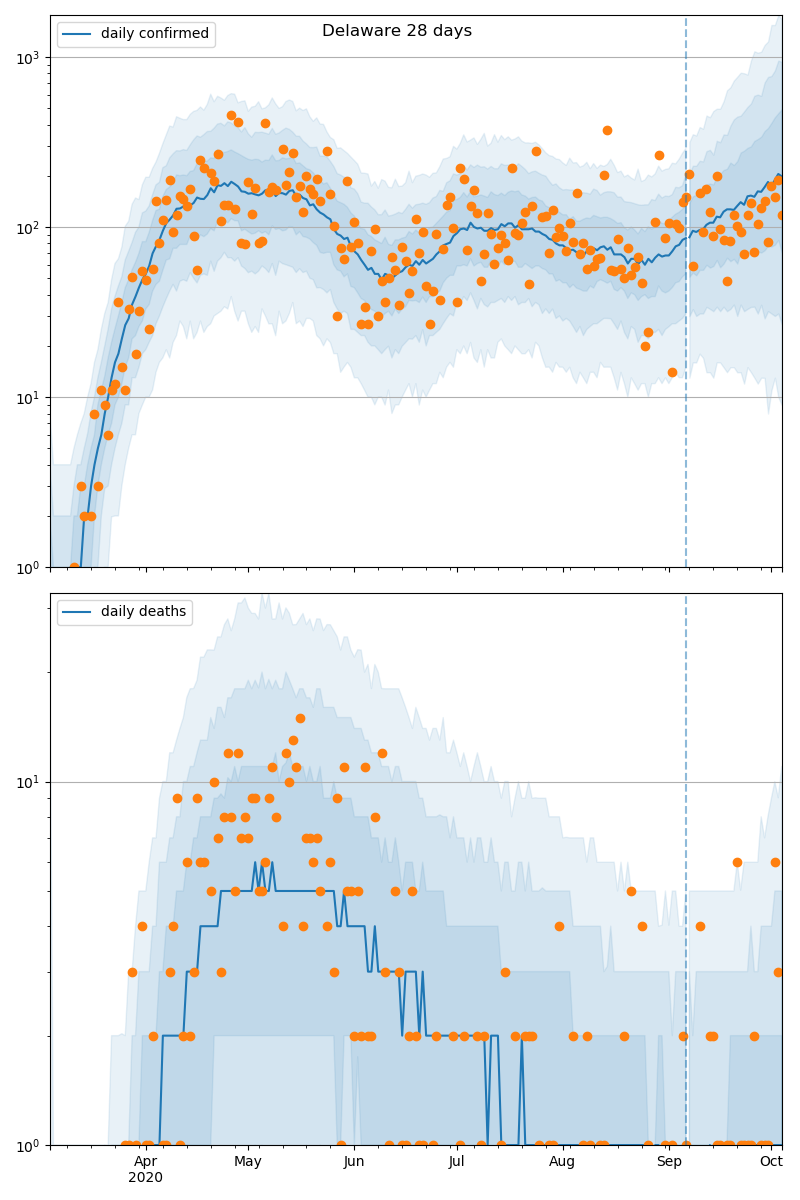 Delaware 28 days
daily confirmed
10³
10²
10¹
10⁰
daily deaths
10¹
10⁰
Apr
2020
May
Jun
Jul
Aug
Sep
Oct